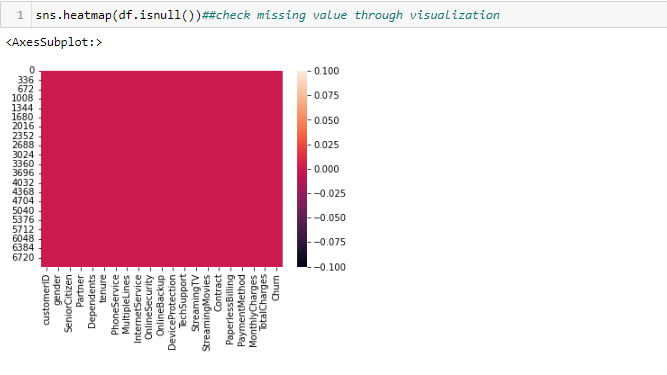 1 sns.heatmap(df.isnull())##check missing value through visualization
<AxesSubplot:>
0
336
672
1008
1344
1680
2016
2352
2688
3024
3360
3696
4032
4368
4704
5040
5376
5712
6048
6384
6720
customerID
gender
SeniorCitizen
Partner
Dependents
tenure
PhoneService
MultipleLines
InternetService
OnlineSecurity
OnlineBackup
DeviceProtection
TechSupport
StreamingTV
StreamingMovies
Contract
PaperlessBilling
PaymentMethod
MonthlyCharges
TotalCharges
Churn
0.100
0.075
0.050
0.025
0.000
−0.025
−0.050
−0.075
−0.100